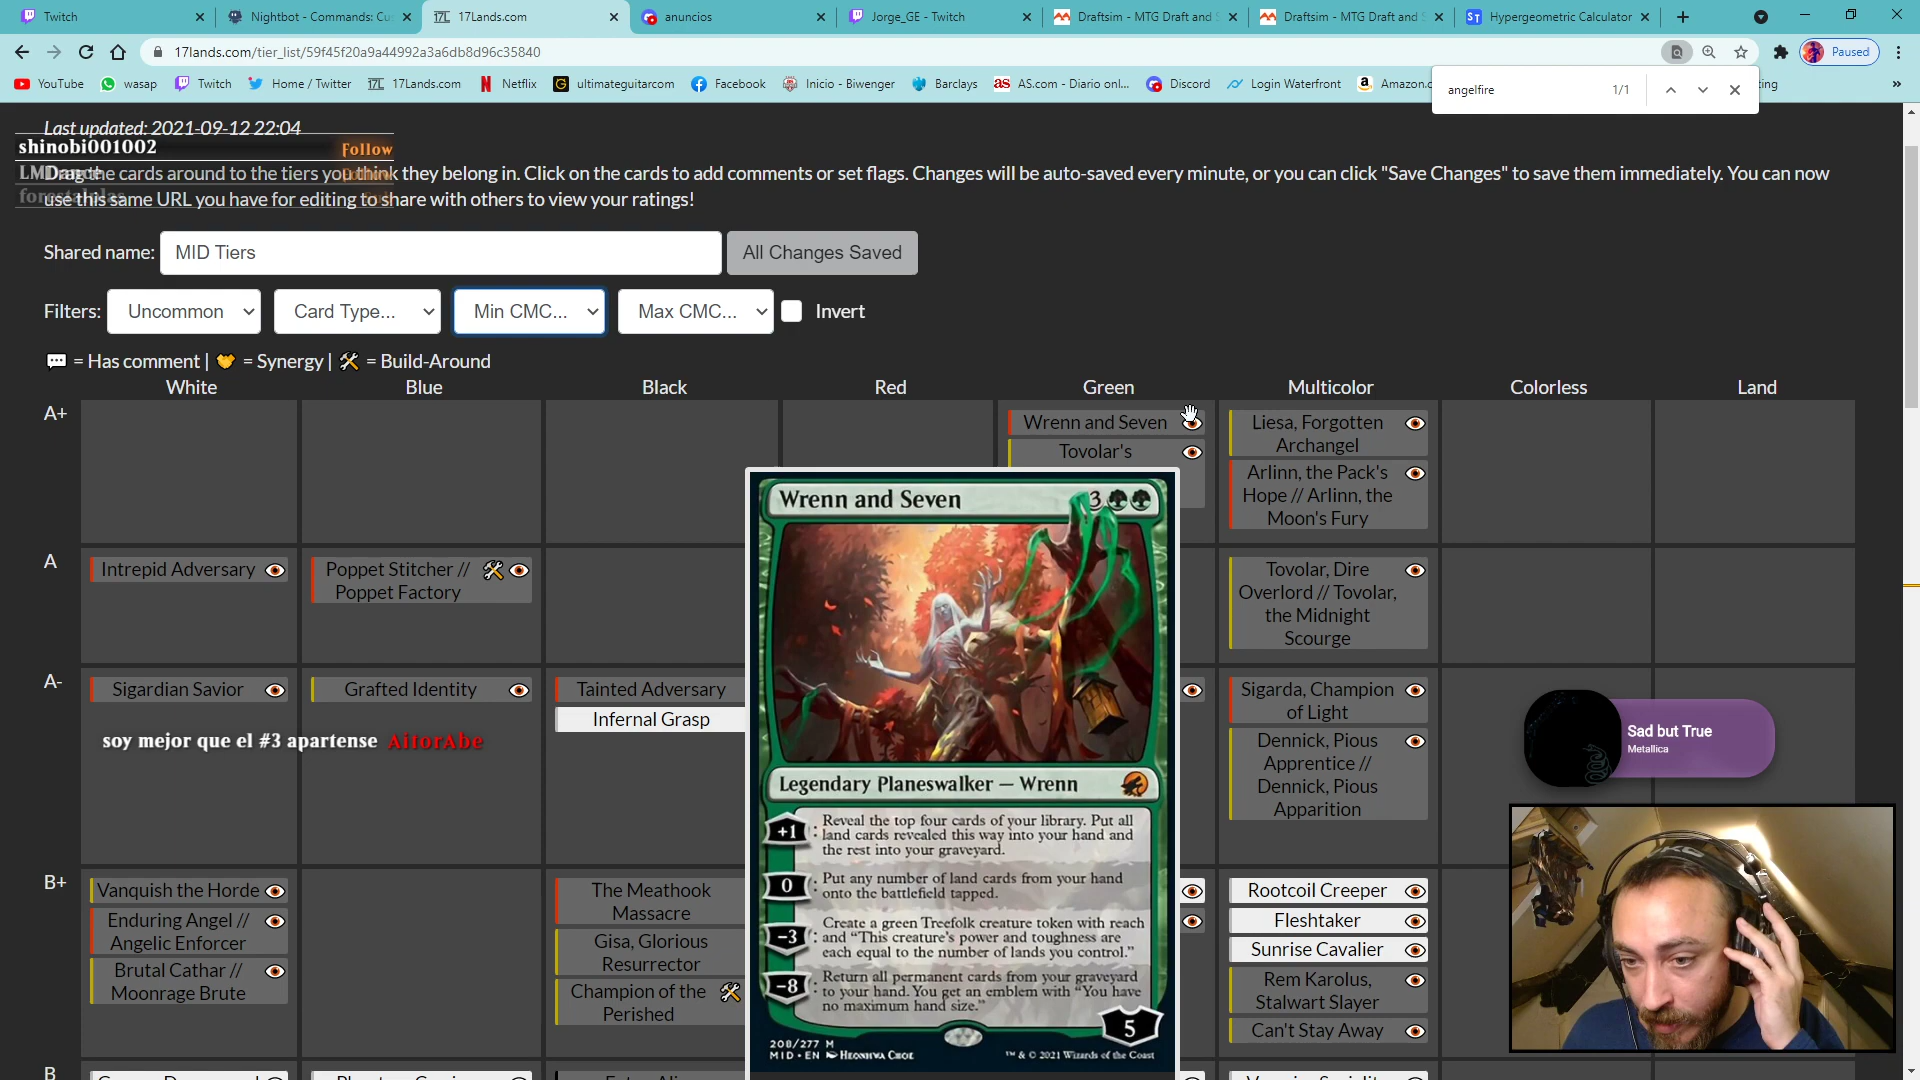 Twitch
Nightbot - Commands: Cu
17Lands.com
anuncios
Jorge_GE - Twitch
Draftsim - MTG Draft and S
Draftsim - MTG Draft and S
Hypergeometric Calculator
17lands.com/tier_list/59f45f20a9a44992a3a6db8d96c35840
Paused
YouTube
wasap
Twitch
Home / Twitter
17Lands.com
Netflix
ultimateguitarcom
Facebook
Inicio - Biwenger
Barclays
AS.com - Diario onl...
Discord
Login Waterfront
Amazon.c
angelfire
1/1
Last updated: 2021-09-12 22:04
shinobi001002 Follow
Drag the cards around to the tiers you think they belong in. Click on the cards to add comments or set flags. Changes will be auto-saved every minute, or you can click "Save Changes" to save them immediately. You can now
use this same URL you have for editing to share with others to view your ratings!
Shared name: MID Tiers All Changes Saved
Filters: Uncommon Card Type... Min CMC... Max CMC... Invert
= Has comment | = Synergy | = Build-Around
White Blue Black Red Green Multicolor Colorless Land
A+
Wrenn and Seven
Tovolar's
Liesa, Forgotten
Archangel
Arlinn, the Pack's
Hope // Arlinn, the
Moon's Fury
A
Intrepid Adversary
Poppet Stitcher //
Poppet Factory
Tovolar, Dire
Overlord // Tovolar,
the Midnight
Scourge
A-
Sigardian Savior
Grafted Identity
Tainted Adversary
Infernal Grasp
Sigarda, Champion
of Light
Dennick, Pious
Apprentice //
Dennick, Pious
Apparition
soy mejor que el #3 apartense AitorAbe
B+
Vanquish the Horde
Enduring Angel //
Angelic Enforcer
Brutal Cathar //
Moonrage Brute
The Meathook
Massacre
Gisa, Glorious
Resurrector
Champion of the
Perished
Rootcoil Creeper
Fleshtaker
Sunrise Cavalier
Rem Karolus,
Stalwart Slayer
Can't Stay Away
B
Wrenn and Seven 3
Legendary Planeswalker — Wrenn
+1: Reveal the top four cards of your library. Put all
land cards revealed this way into your hand and
the rest into your graveyard.
0: Put any number of land cards from your hand
onto the battlefield tapped.
-3: Create a green Treefolk creature token with reach
and “This creature's power and toughness are
each equal to the number of lands you control.”
-8: Return all permanent cards from your graveyard
to your hand. You get an emblem with “You have
no maximum hand size.”
5
208/277 M
MID • EN Heonhwa Choe
™ & © 2021 Wizards of the Coast
Sad but True
Metallica